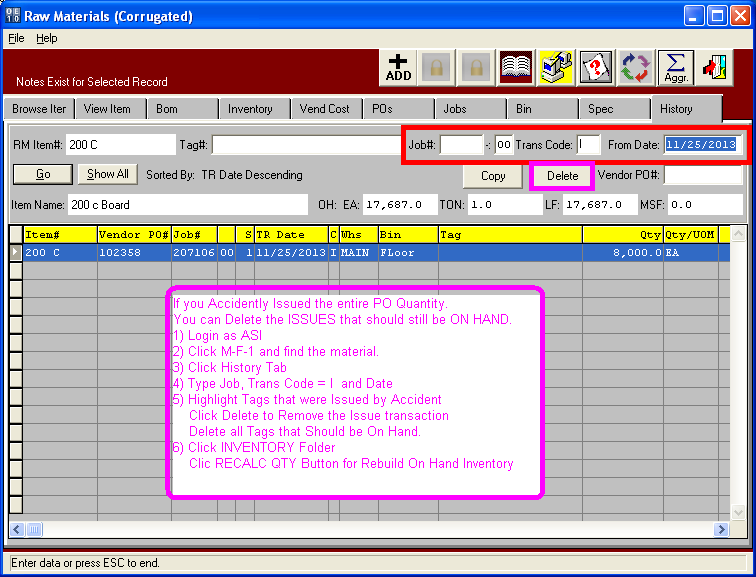 Raw Materials (Corrugated)
File Help
Notes Exist for Selected Record
ADD
Aggr.
Browse Iter View Item Bom Inventory Vend Cost POs Jobs Bin Spec History
RM Item#: 200 C Tag#: Job#: -: 00 Trans Code: I From Date: 11/25/2013
Go Show All Sorted By: TR Date Descending Copy Delete Vendor PO#:
Item Name: 200 c Board OH: EA: 17,687.0 TON: 1.0 LF: 17,687.0 MSF: 0.0
Item# Vendor PO# Job# S TR Date C Whs Bin Tag Qty Qty/UOM
200 C 102358 207106 00 1 11/25/2013 I MAIN FLoor 8,000.0 EA
If you Accidently Issued the entire PO Quantity.
You can Delete the ISSUES that should still be ON HAND.
1) Login as ASI
2) Click M-F-1 and find the material.
3) Click History Tab
4) Type Job, Trans Code = I and Date
5) Highlight Tags that were Issued by Accident
Click Delete to Remove the Issue transaction
Delete all Tags that Should be On Hand.
6) Click INVENTORY Folder
Clic RECALC QTY Button for Rebuild On Hand Inventory
Enter data or press ESC to end.